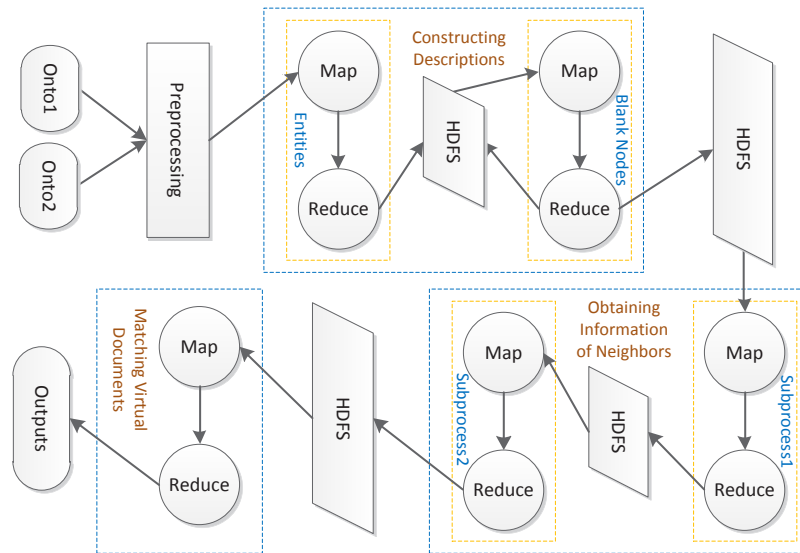 Onto1
Onto2
Preprocessing
Map
Entities
Reduce
Constructing
Descriptions
HDFS
Map
Blank Nodes
Reduce
HDFS
Map
Subprocess1
Reduce
Obtaining
Information
of Neighbors
HDFS
Map
Subprocess2
Reduce
HDFS
Map
Matching Virtual
Documents
Reduce
Outputs